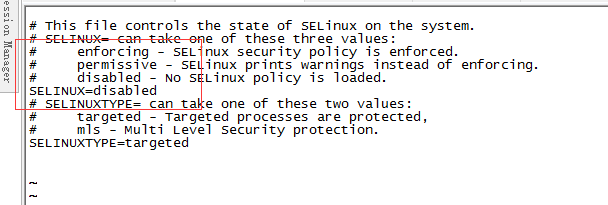 ession Manager
# This file controls the state of SELinux on the system.
# SELINUX= can take one of these three values:
#     enforcing - SELinux security policy is enforced.
#     permissive - SELinux prints warnings instead of enforcing.
#     disabled - No SELinux policy is loaded.
SELINUX=disabled
# SELINUXTYPE= can take one of these two values:
#     targeted - Targeted processes are protected,
#     mls - Multi Level Security protection.
SELINUXTYPE=targeted
~
~